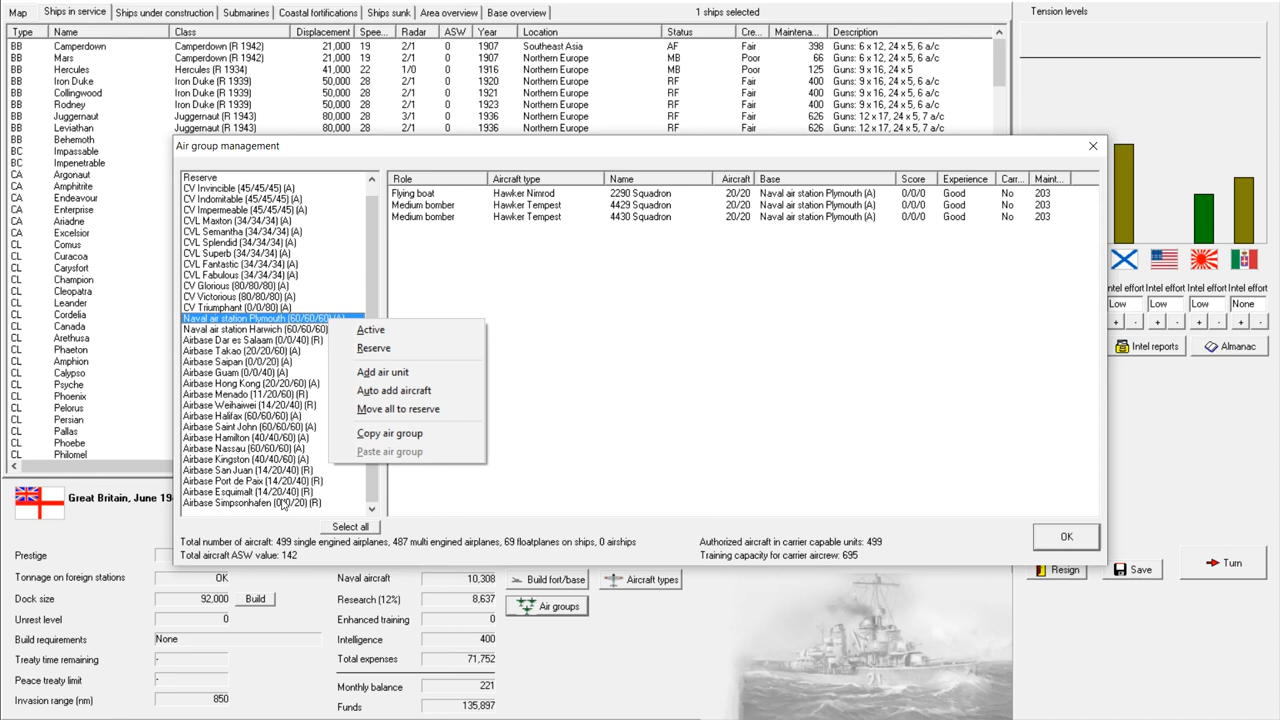 Map Ships in service Ships under construction Submarines Coastal fortifications Ships sunk Area overview Base overview 1 ships selected Tension levels
Type Name Class Displacement Spee... Radar ASW Year Location Status Cre... Maintena... Description
BB Camperdown Camperdown (R 1942) 21,000 19 2/1 0 1907 Southeast Asia AF Fair 398 Guns: 6 x 12, 24 x 5, 6 a/c
BB Mars Camperdown (R 1942) 21,000 19 2/1 0 1907 Northern Europe MB Poor 66 Guns: 6 x 12, 24 x 5, 6 a/c
BB Hercules Hercules (R 1934) 41,000 22 1/0 0 1916 Northern Europe MB Poor 125 Guns: 9 x 16, 24 x 5
BB Iron Duke Iron Duke (R 1939) 50,000 28 2/1 0 1920 Northern Europe RF Fair 400 Guns: 9 x 16, 24 x 5, 6 a/c
BB Collingwood Iron Duke (R 1939) 50,000 28 2/1 0 1921 Northern Europe RF Fair 400 Guns: 9 x 16, 24 x 5, 6 a/c
BB Rodney Iron Duke (R 1939) 50,000 28 2/1 0 1923 Northern Europe RF Fair 400 Guns: 9 x 16, 24 x 5, 6 a/c
BB Juggernaut Juggernaut (R 1943) 80,000 28 3/1 0 1936 Northern Europe RF Fair 626 Guns: 12 x 17, 24 x 5, 7 a/c
BB Leviathan Juggernaut (R 1943) 80,000 28 2/1 0 1936 Northern Europe RF Fair 626 Guns: 12 x 17, 24 x 5, 7 a/c
BB Behemoth
BC Impassable
BC Impenetrable
CA Argonaut
CA Amphitrite
CA Endeavour
CA Enterprise
CA Ariadne
CA Excelsior
CL Comus
CL Curacoa
CL Carysfort
CL Champion
CL Cleopatra
CL Leander
CL Cordelia
CL Canada
CL Arethusa
CL Phaeton
CL Amphion
CL Calypso
CL Psyche
CL Phoenix
CL Pelorus
CL Persian
CL Pallas
CL Phoebe
CL Philomel
Air group management
Reserve
CV Invincible (45/45/45) (A)
CV Indomitable (45/45/45) (A)
CV Impermeable (45/45/45) (A)
CVL Maxton (34/34/34) (A)
CVL Semantha (34/34/34) (A)
CVL Splendid (34/34/34) (A)
CVL Superb (34/34/34) (A)
CVL Fantastic (34/34/34) (A)
CVL Fabulous (34/34/34) (A)
CV Glorious (80/80/80) (A)
CV Victorious (80/80/80) (A)
CV Triumphant (0/0/80) (A)
Naval air station Plymouth (60/60/60) (A)
Naval air station Harwich (60/60/60)
Airbase Dar es Salaam (0/0/40) (R)
Airbase Takao (20/20/60) (A)
Airbase Saipan (0/0/20) (A)
Airbase Guam (0/0/40) (A)
Airbase Hong Kong (20/20/60) (A)
Airbase Menado (11/20/60) (R)
Airbase Weihaiwei (14/20/40) (R)
Airbase Halifax (60/60/60) (A)
Airbase Saint John (60/60/60) (A)
Airbase Hamilton (40/40/60) (A)
Airbase Nassau (60/60/60) (A)
Airbase Kingston (40/40/60) (A)
Airbase San Juan (14/20/40) (R)
Airbase Port de Paix (14/20/40) (R)
Airbase Esquimalt (14/20/40) (R)
Airbase Simpsonhafen (0/0/20) (R)
Select all
Role Aircraft type Name Aircraft Base Score Experience Carr... Maint...
Flying boat Hawker Nimrod 2290 Squadron 20/20 Naval air station Plymouth (A) 0/0/0 Good No 203
Medium bomber Hawker Tempest 4429 Squadron 20/20 Naval air station Plymouth (A) 0/0/0 Good No 203
Medium bomber Hawker Tempest 4430 Squadron 20/20 Naval air station Plymouth (A) 0/0/0 Good No 203
Active
Reserve
Add air unit
Auto add aircraft
Move all to reserve
Copy air group
Paste air group
Total number of aircraft: 499 single engined airplanes, 487 multi engined airplanes, 69 floatplanes on ships, 0 airships
Total aircraft ASW value: 142
Authorized aircraft in carrier capable units: 499
Training capacity for carrier aircrew: 695
OK
Intel effort Intel effort Intel effort Intel effort
Low Low Low None
+ - + - + - + -
Intel reports Almanac
Resign Save Turn
Great Britain, June 19
Prestige
Tonnage on foreign stations OK
Dock size 92,000 Build
Unrest level 0
Build requirements None
Treaty time remaining -
Peace treaty limit -
Invasion range (nm) 850
Naval aircraft 10,308
Research (12%) 8,637
Enhanced training 0
Intelligence 400
Total expenses 71,752
Monthly balance 221
Funds 135,897
Build fort/base Aircraft types
Air groups